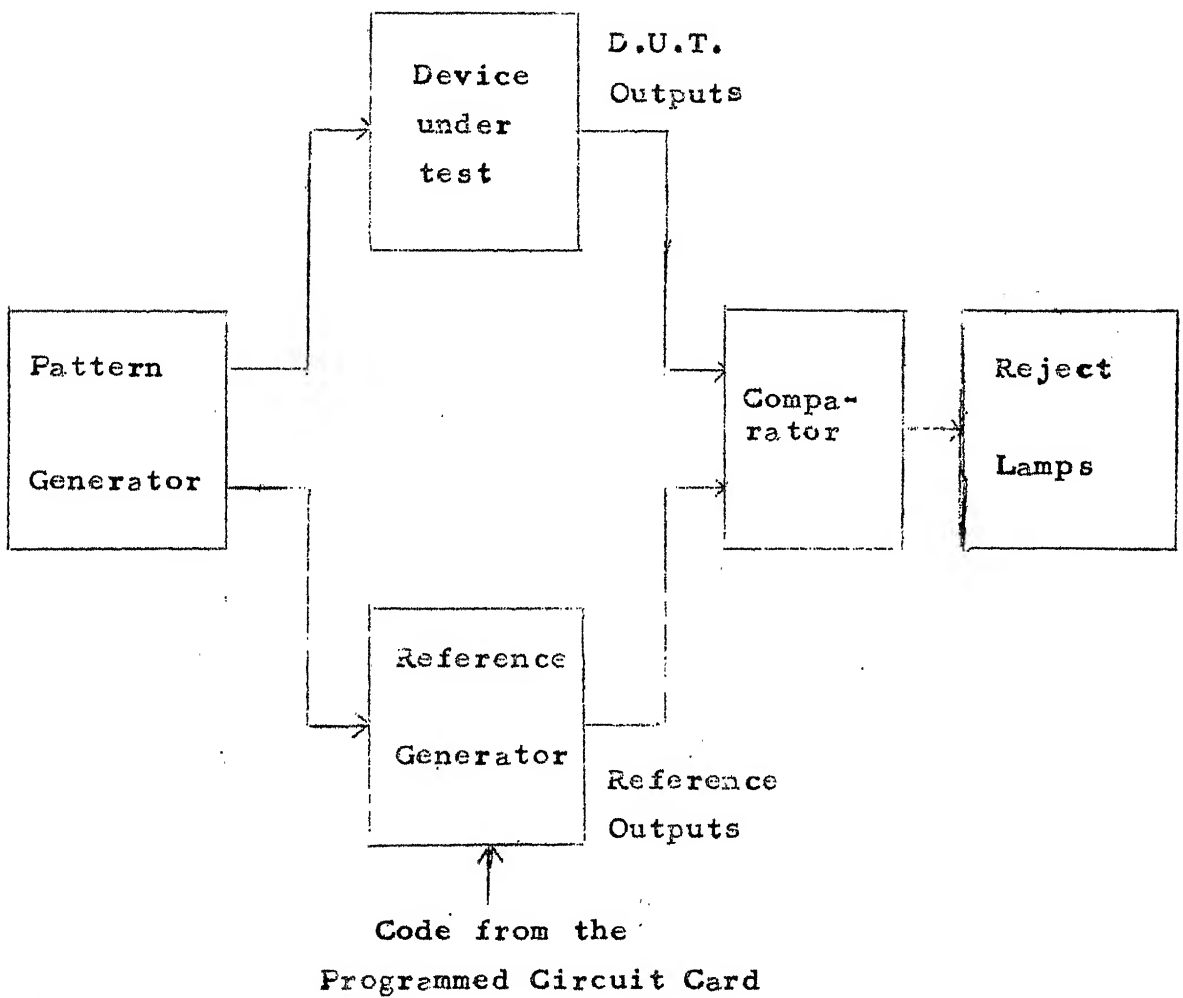 Device
under
test
D.U.T.
Outputs
Pattern
Generator
Compa-
rator
Reject
Lamps
Reference
Generator
Reference
Outputs
Code from the
Programmed Circuit Card